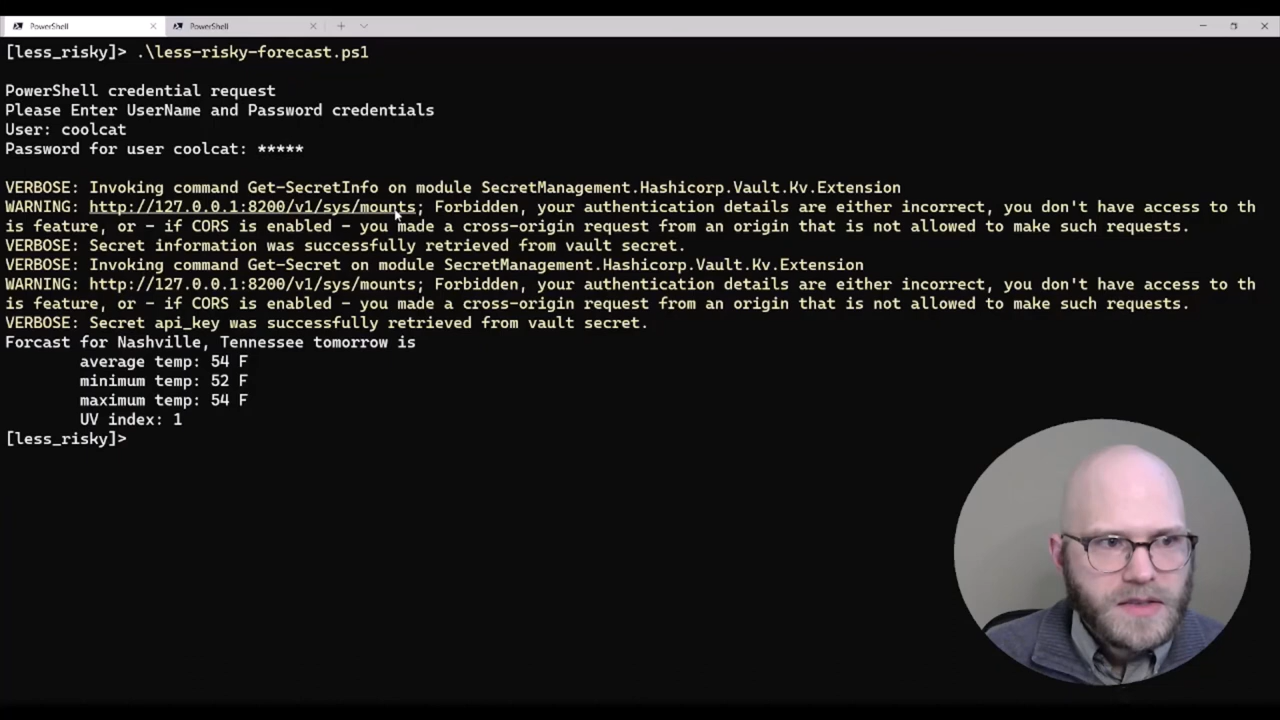 PowerShell
PowerShell
[less_risky]> .\less-risky-forecast.ps1
PowerShell credential request
Please Enter UserName and Password credentials
User: coolcat
Password for user coolcat: *****
VERBOSE: Invoking command Get-SecretInfo on module SecretManagement.Hashicorp.Vault.Kv.Extension
WARNING: http://127.0.0.1:8200/v1/sys/mounts; Forbidden, your authentication details are either incorrect, you don't have access to th
is feature, or - if CORS is enabled - you made a cross-origin request from an origin that is not allowed to make such requests.
VERBOSE: Secret information was successfully retrieved from vault secret.
VERBOSE: Invoking command Get-Secret on module SecretManagement.Hashicorp.Vault.Kv.Extension
WARNING: http://127.0.0.1:8200/v1/sys/mounts; Forbidden, your authentication details are either incorrect, you don't have access to th
is feature, or - if CORS is enabled - you made a cross-origin request from an origin that is not allowed to make such requests.
VERBOSE: Secret api_key was successfully retrieved from vault secret.
Forcast for Nashville, Tennessee tomorrow is
average temp: 54 F
minimum temp: 52 F
maximum temp: 54 F
UV index: 1
[less_risky]>